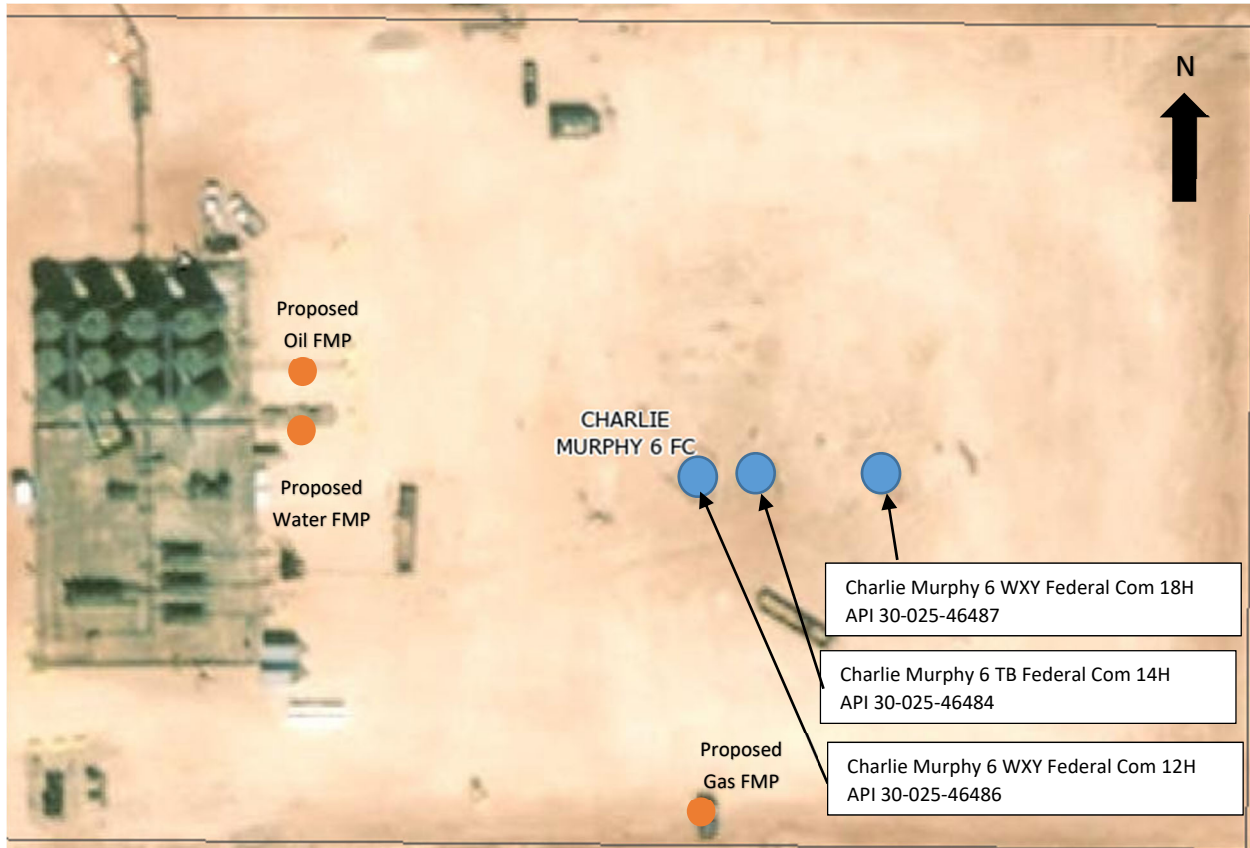 N
Proposed
Oil FMP
CHARLIE
MURPHY 6 FC
Proposed
Water FMP
Charlie Murphy 6 WXY Federal Com 18H
API 30-025-46487
Charlie Murphy 6 TB Federal Com 14H
API 30-025-46484
Proposed
Gas FMP
Charlie Murphy 6 WXY Federal Com 12H
API 30-025-46486